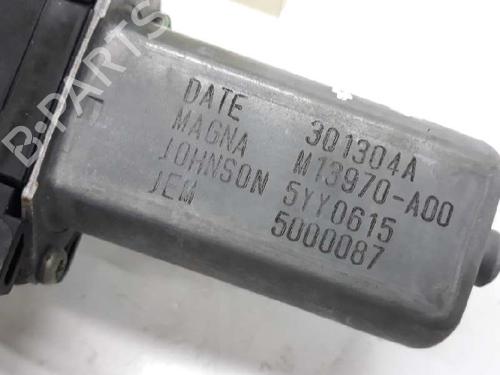 DATE 301304A
MAGNA M13970-A00
JOHNSON 5YY0615
JEM 5000087
B-PARTS